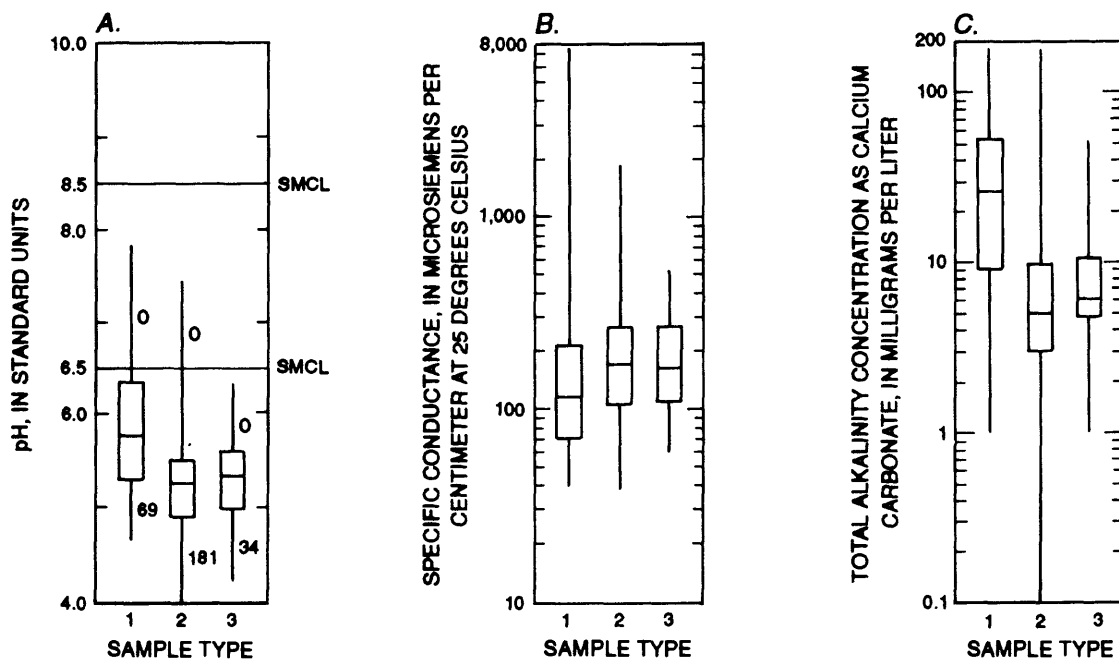 A.
pH, IN STANDARD UNITS
10.0
8.5
8.0
6.5
6.0
4.0
SMCL
SMCL
0
0
0
69
181
34
1 2 3
SAMPLE TYPE
B.
SPECIFIC CONDUCTANCE, IN MICROSIEMENS PER
CENTIMETER AT 25 DEGREES CELSIUS
8,000
1,000
100
10
1 2 3
SAMPLE TYPE
C.
TOTAL ALKALINITY CONCENTRATION AS CALCIUM
CARBONATE, IN MILLIGRAMS PER LITER
200
100
10
1
0.1
1 2 3
SAMPLE TYPE